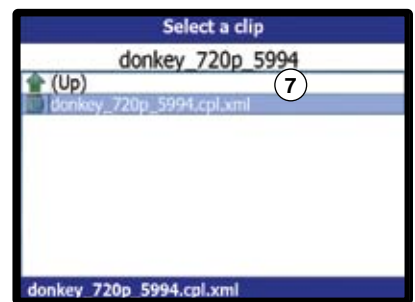 Select a clip
donkey_720p_5994
(Up)
7
donkey_720p_5994.cpl.xml
donkey_720p_5994.cpl.xml